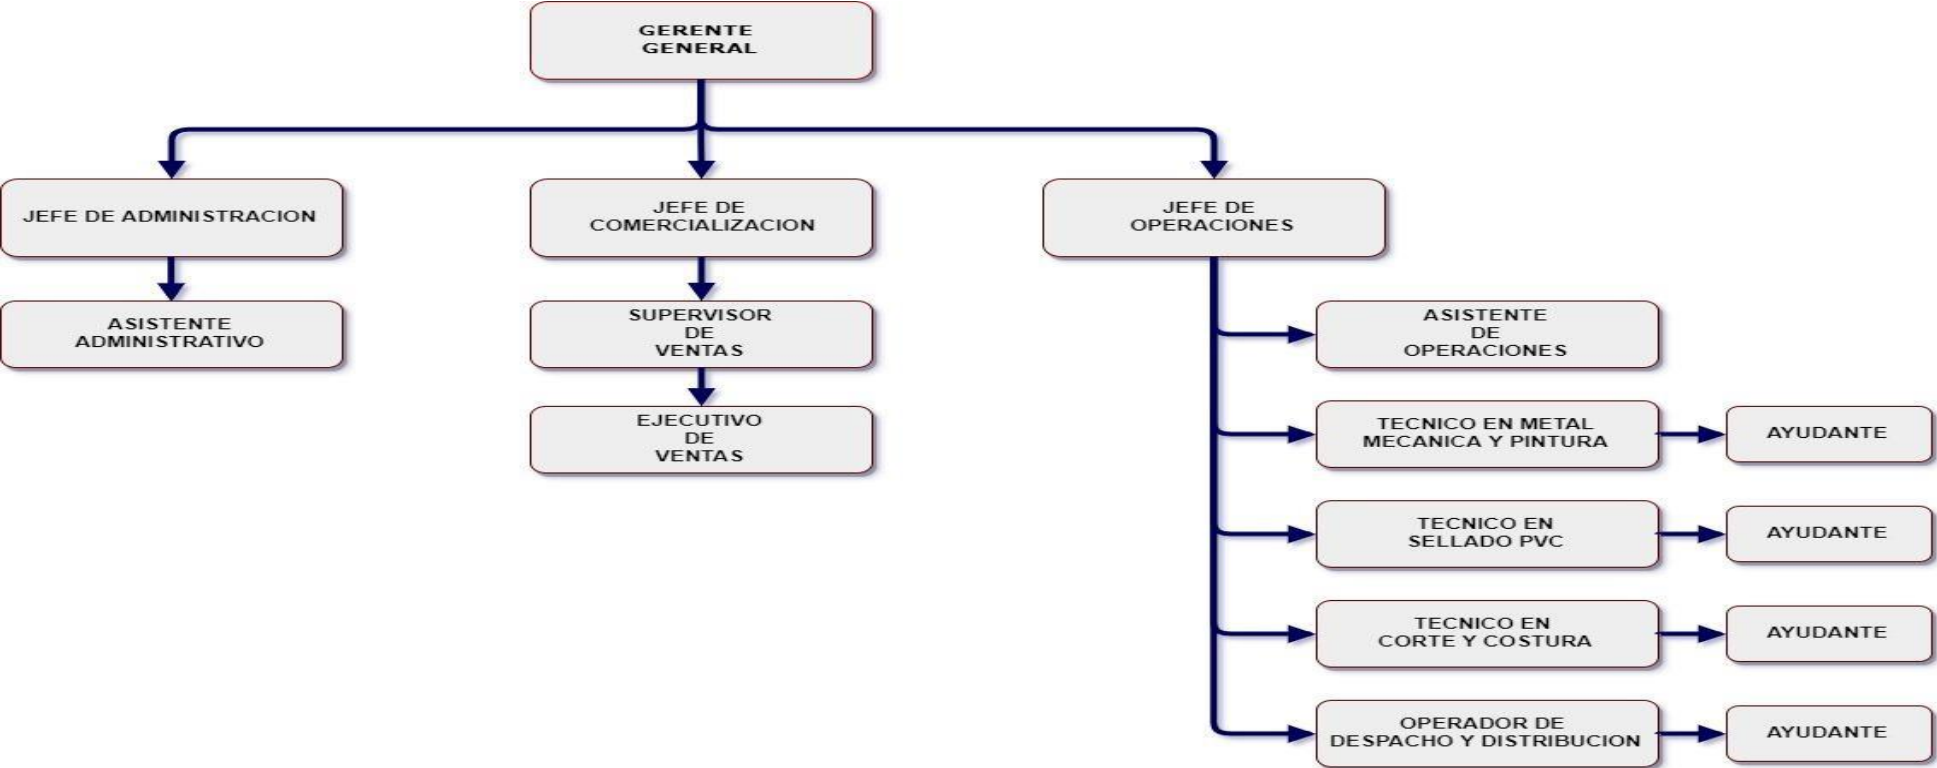 GERENTE
GENERAL
JEFE DE ADMINISTRACION
JEFE DE
COMERCIALIZACION
JEFE DE
OPERACIONES
ASISTENTE
ADMINISTRATIVO
SUPERVISOR
DE
VENTAS
EJECUTIVO
DE
VENTAS
ASISTENTE
DE
OPERACIONES
TECNICO EN METAL
MECANICA Y PINTURA
AYUDANTE
TECNICO EN
SELLADO PVC
AYUDANTE
TECNICO EN
CORTE Y COSTURA
AYUDANTE
OPERADOR DE
DESPACHO Y DISTRIBUCION
AYUDANTE